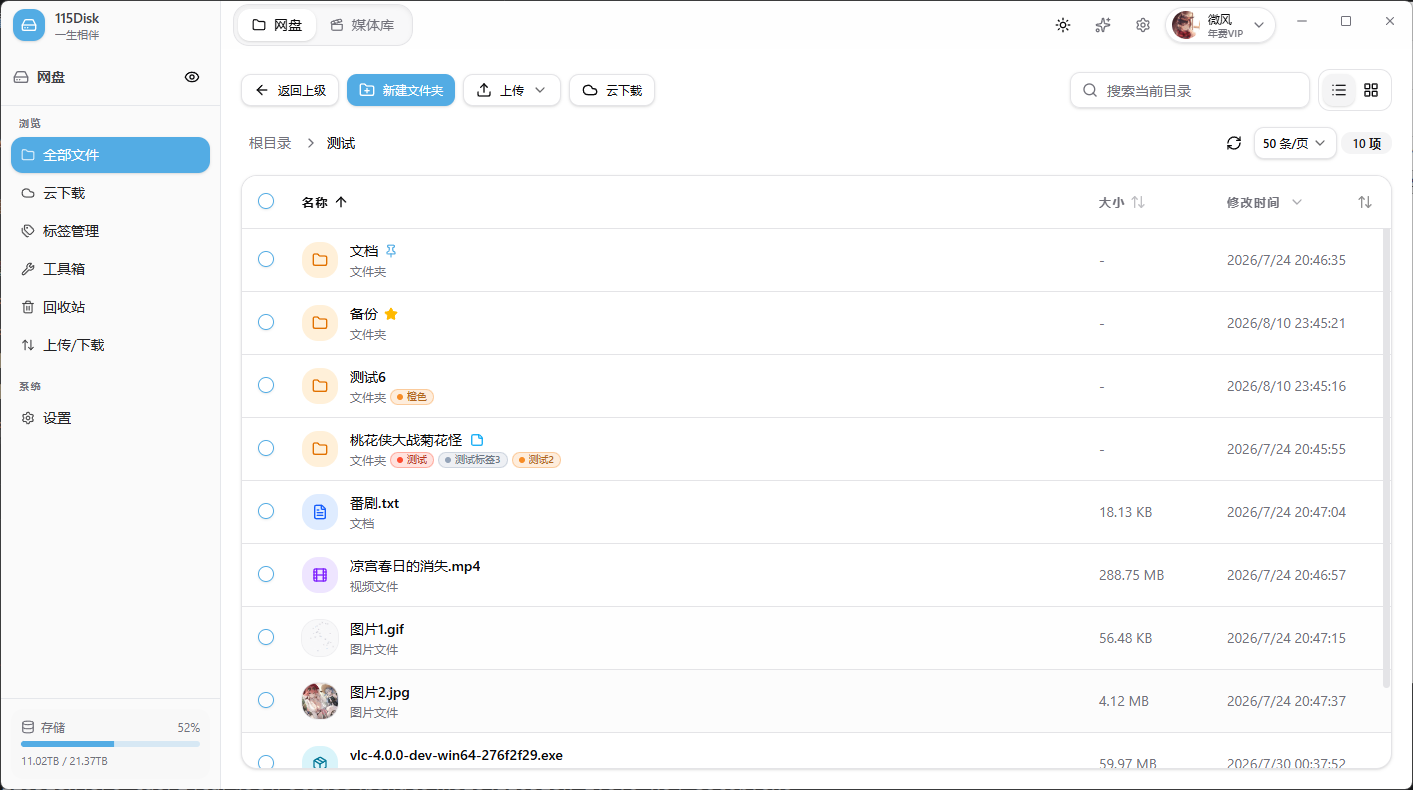 115Disk
一生相伴
网盘
浏览
全部文件
云下载
标签管理
工具箱
回收站
上传/下载
系统
设置
存储 52%
11.02TB / 21.37TB
网盘 媒体库
微风
年费VIP
返回上级 新建文件夹 上传 云下载 搜索当前目录
根目录 > 测试 50 条/页 10 项
名称 大小 修改时间
文档
文件夹 - 2026/7/24 20:46:35
备份
文件夹 - 2026/8/10 23:45:21
测试6
文件夹 橙色 - 2026/8/10 23:45:16
桃花侠大战菊花怪
文件夹 测试 测试标签3 测试2 - 2026/7/24 20:45:55
番剧.txt
文档 18.13 KB 2026/7/24 20:47:04
凉宫春日的消失.mp4
视频文件 288.75 MB 2026/7/24 20:46:57
图片1.gif
图片文件 56.48 KB 2026/7/24 20:47:15
图片2.jpg
图片文件 4.12 MB 2026/7/24 20:47:37
vlc-4.0.0-dev-win64-276f2f29.exe
59.97 MB 2026/7/30 00:37:52